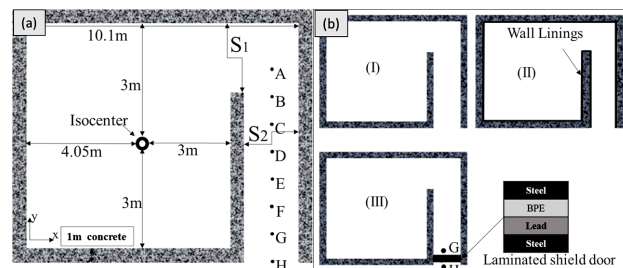 (a)
10.1m
S1
3m
A
B
Isocenter
S2
C
4.05m
3m
D
E
3m
F
y
x
1m concrete
G
H
(b)
Wall Linings
(I)
(II)
(III)
Steel
BPE
Lead
Steel
G
H
Laminated shield door